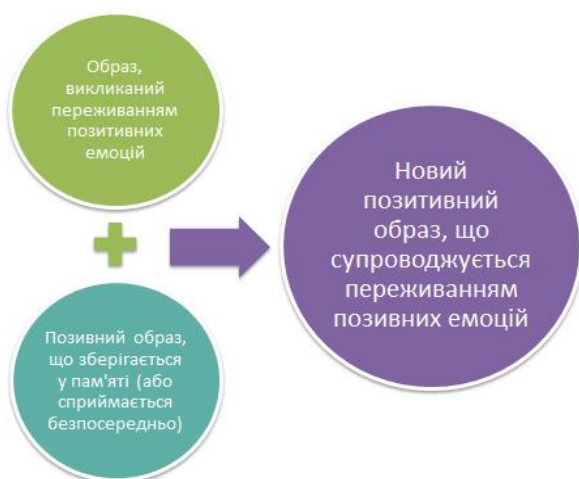 Образ,
викликаний
переживанням
позитивних
емоцій
Позивний образ,
що зберігається
у пам'яті (або
сприймається
безпосередньо)
Новий
позитивний
образ, що
супроводжується
переживанням
позивних емоцій